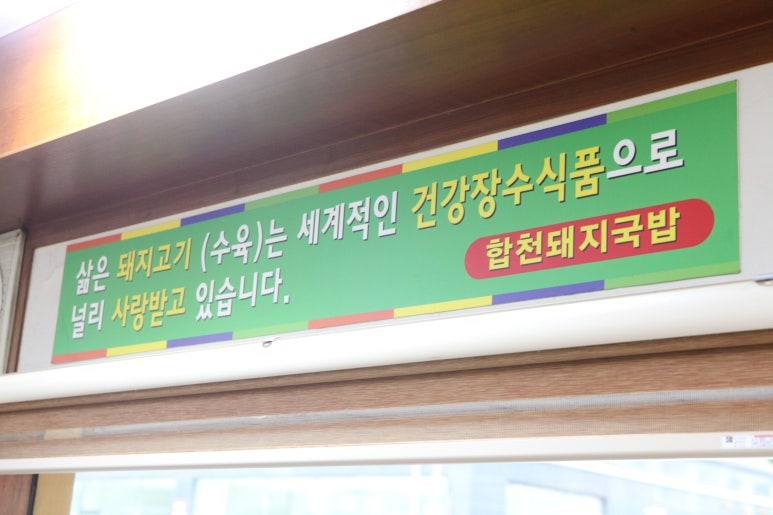 삶은 돼지고기 (수육)는 세계적인 건강장수식품으로
널리 사랑받고 있습니다.
합천돼지국밥